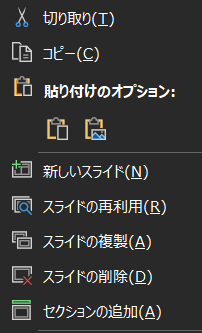 切り取り(T)
コピー(C)
貼り付けのオプション:
新しいスライド(N)
スライドの再利用(R)
スライドの複製(A)
スライドの削除(D)
セクションの追加(A)